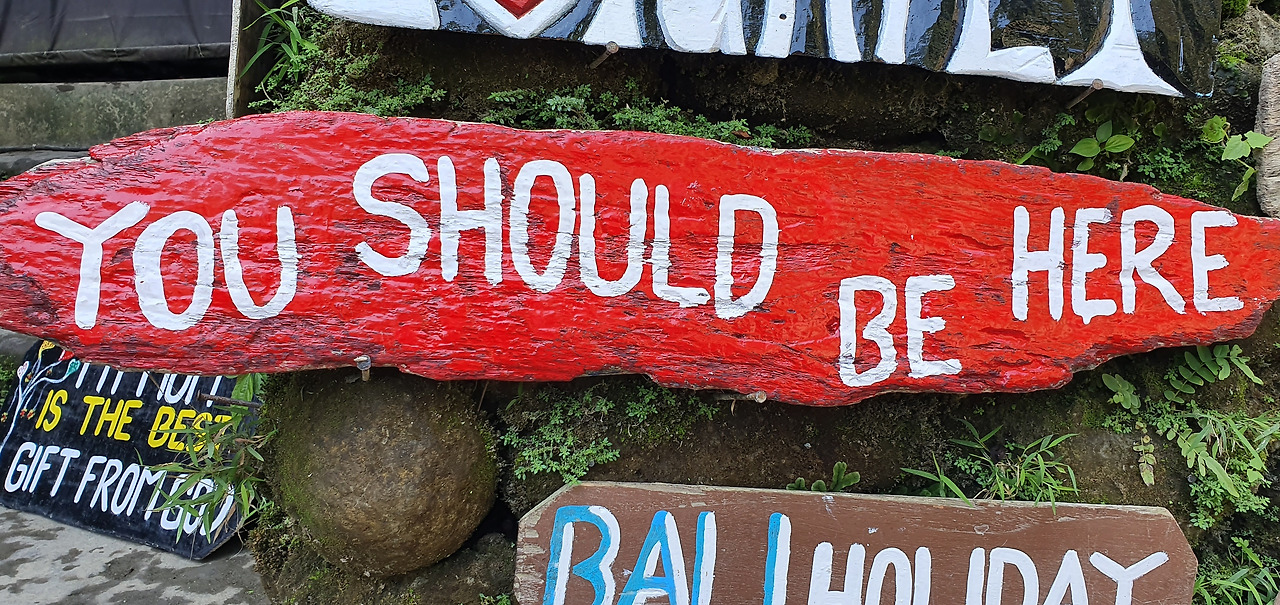 YOU SHOULD BE HERE
IS THE BEST
GIFT FROM GOD
BALI HOLIDAY